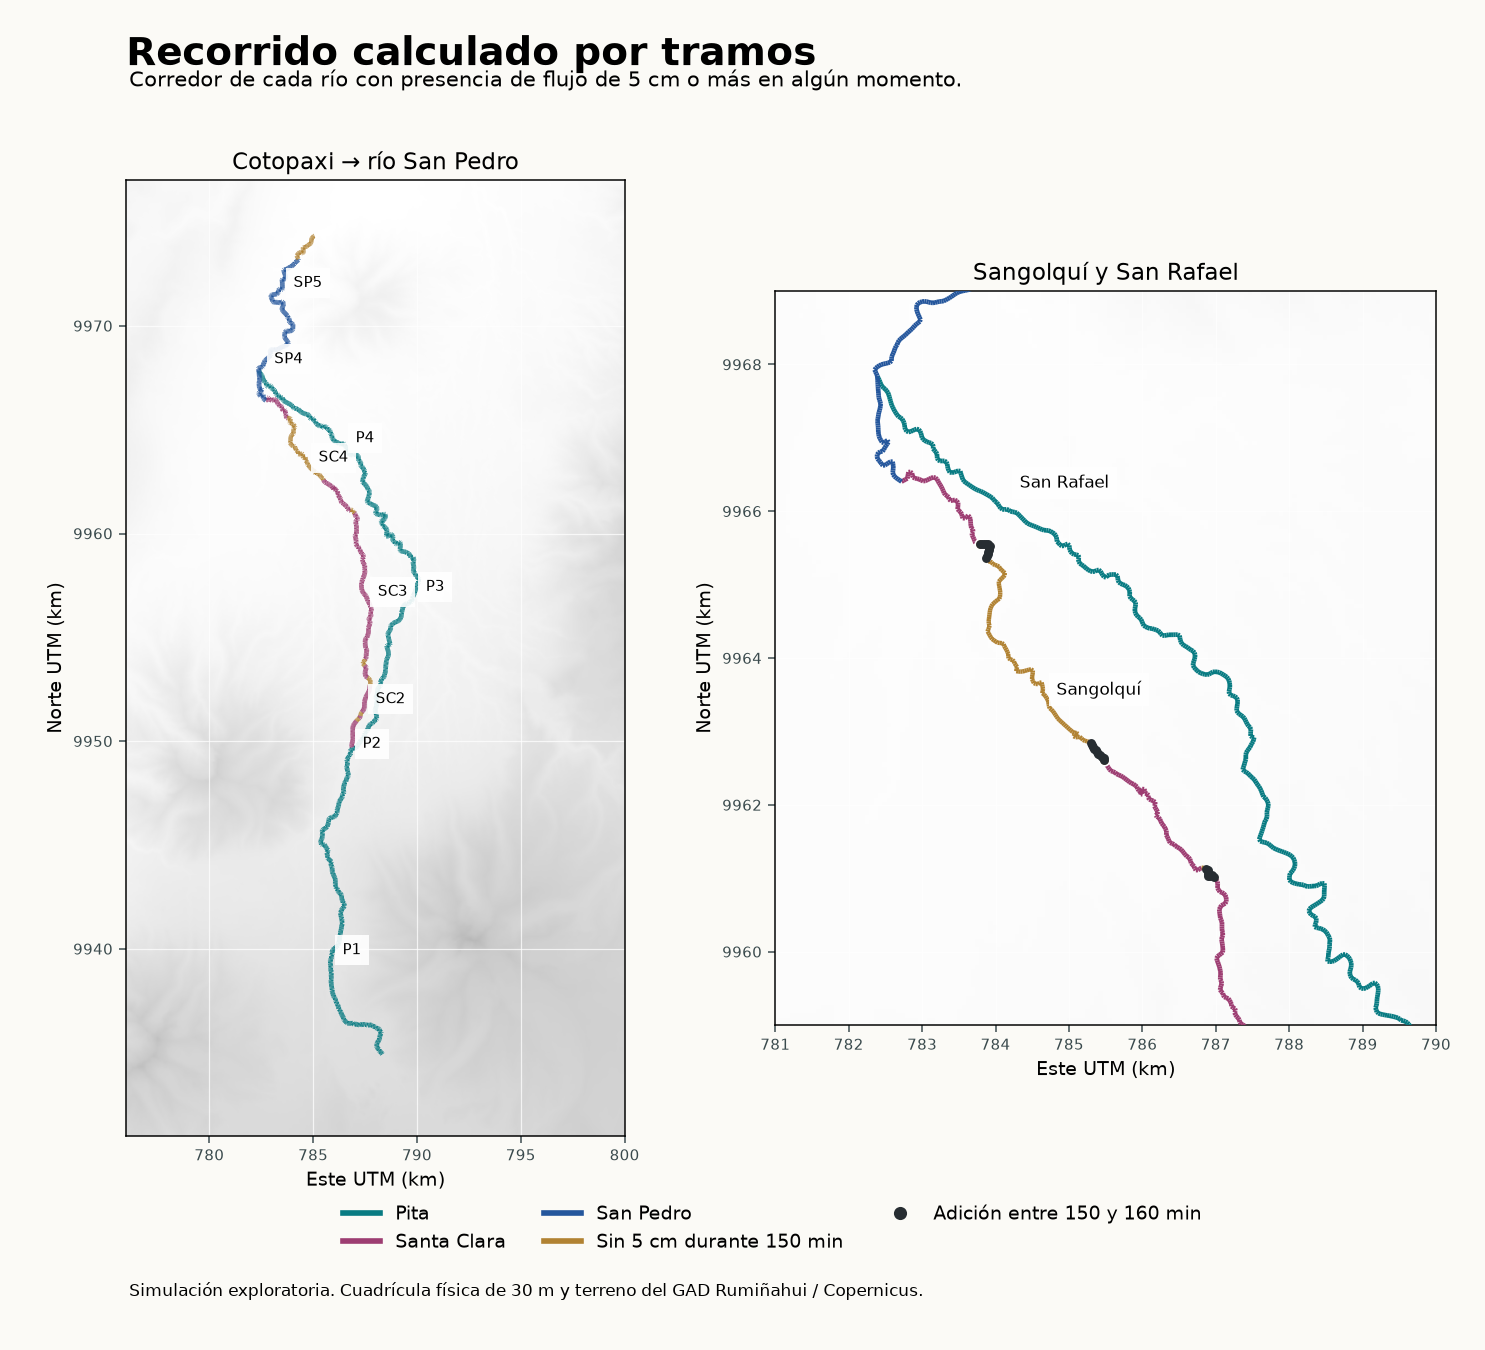 Recorrido calculado por tramos
Corredor de cada río con presencia de flujo de 5 cm o más en algún momento.
Cotopaxi → río San Pedro
SP5
SP4
P4
SC4
SC3
P3
SC2
P2
P1
9970
9960
9950
9940
Norte UTM (km)
780
785
790
795
800
Este UTM (km)
Sangolquí y San Rafael
San Rafael
Sangolquí
9968
9966
9964
9962
9960
Norte UTM (km)
781
782
783
784
785
786
787
788
789
790
Este UTM (km)
Pita
Santa Clara
San Pedro
Sin 5 cm durante 150 min
Adición entre 150 y 160 min
Simulación exploratoria. Cuadrícula física de 30 m y terreno del GAD Rumiñahui / Copernicus.